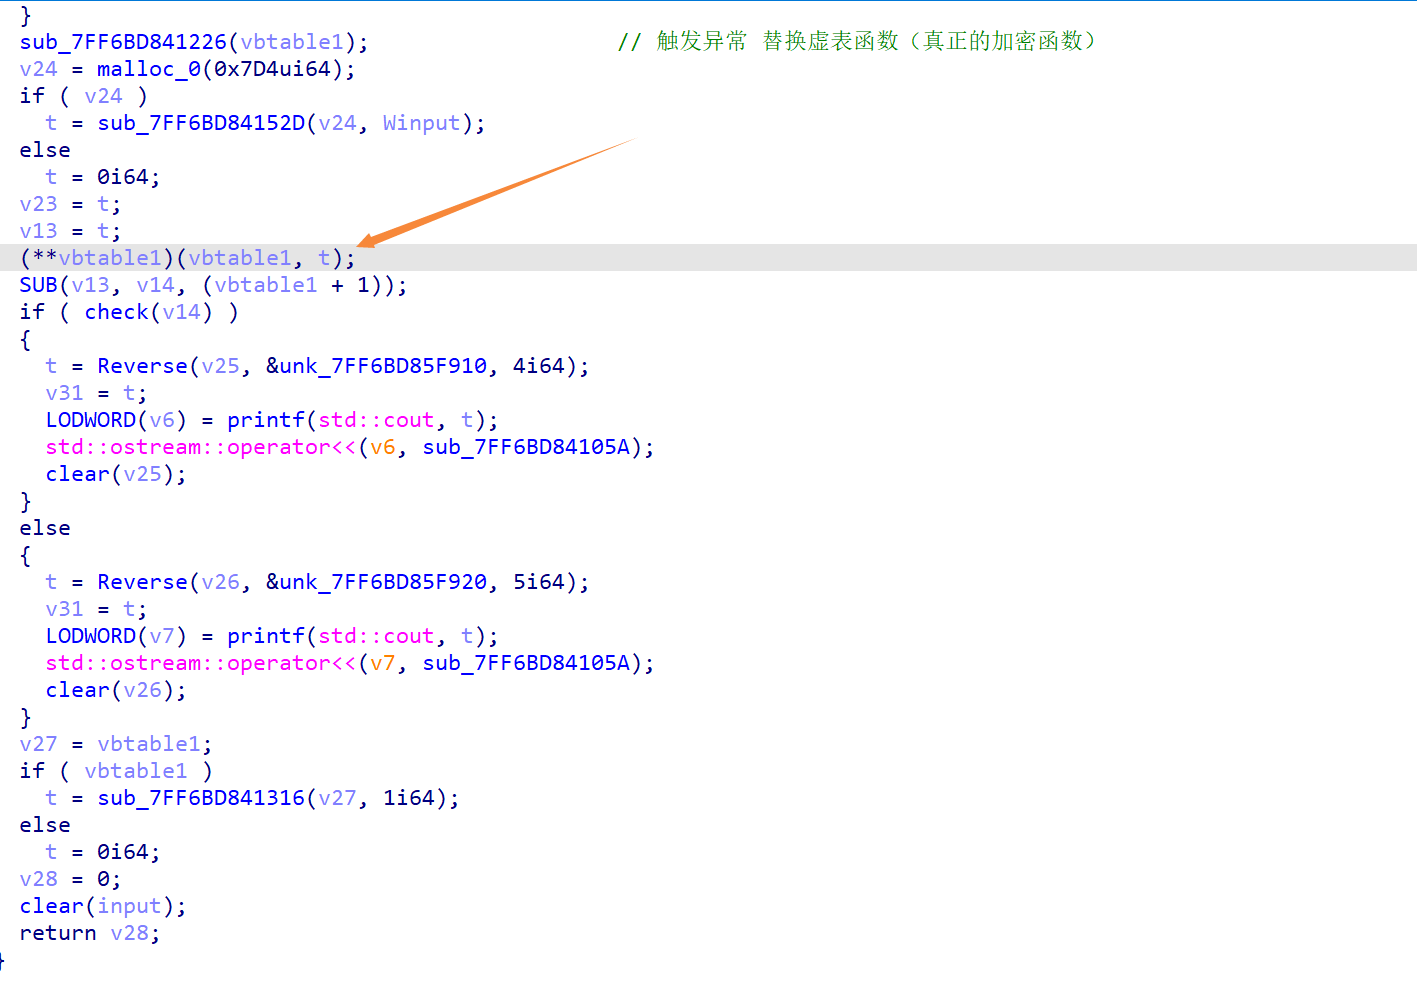 }
sub_7FF6BD841226(vbtable1); // 触发异常 替换虚表函数（真正的加密函数）
v24 = malloc_0(0x7D4ui64);
if ( v24 )
t = sub_7FF6BD84152D(v24, Winput);
else
t = 0i64;
v23 = t;
v13 = t;
(**vbtable1)(vbtable1, t);
SUB(v13, v14, (vbtable1 + 1));
if ( check(v14) )
{
t = Reverse(v25, &unk_7FF6BD85F910, 4i64);
v31 = t;
LODWORD(v6) = printf(std::cout, t);
std::ostream::operator<<(v6, sub_7FF6BD84105A);
clear(v25);
}
else
{
t = Reverse(v26, &unk_7FF6BD85F920, 5i64);
v31 = t;
LODWORD(v7) = printf(std::cout, t);
std::ostream::operator<<(v7, sub_7FF6BD84105A);
clear(v26);
}
v27 = vbtable1;
if ( vbtable1 )
t = sub_7FF6BD841316(v27, 1i64);
else
t = 0i64;
v28 = 0;
clear(input);
return v28;
}